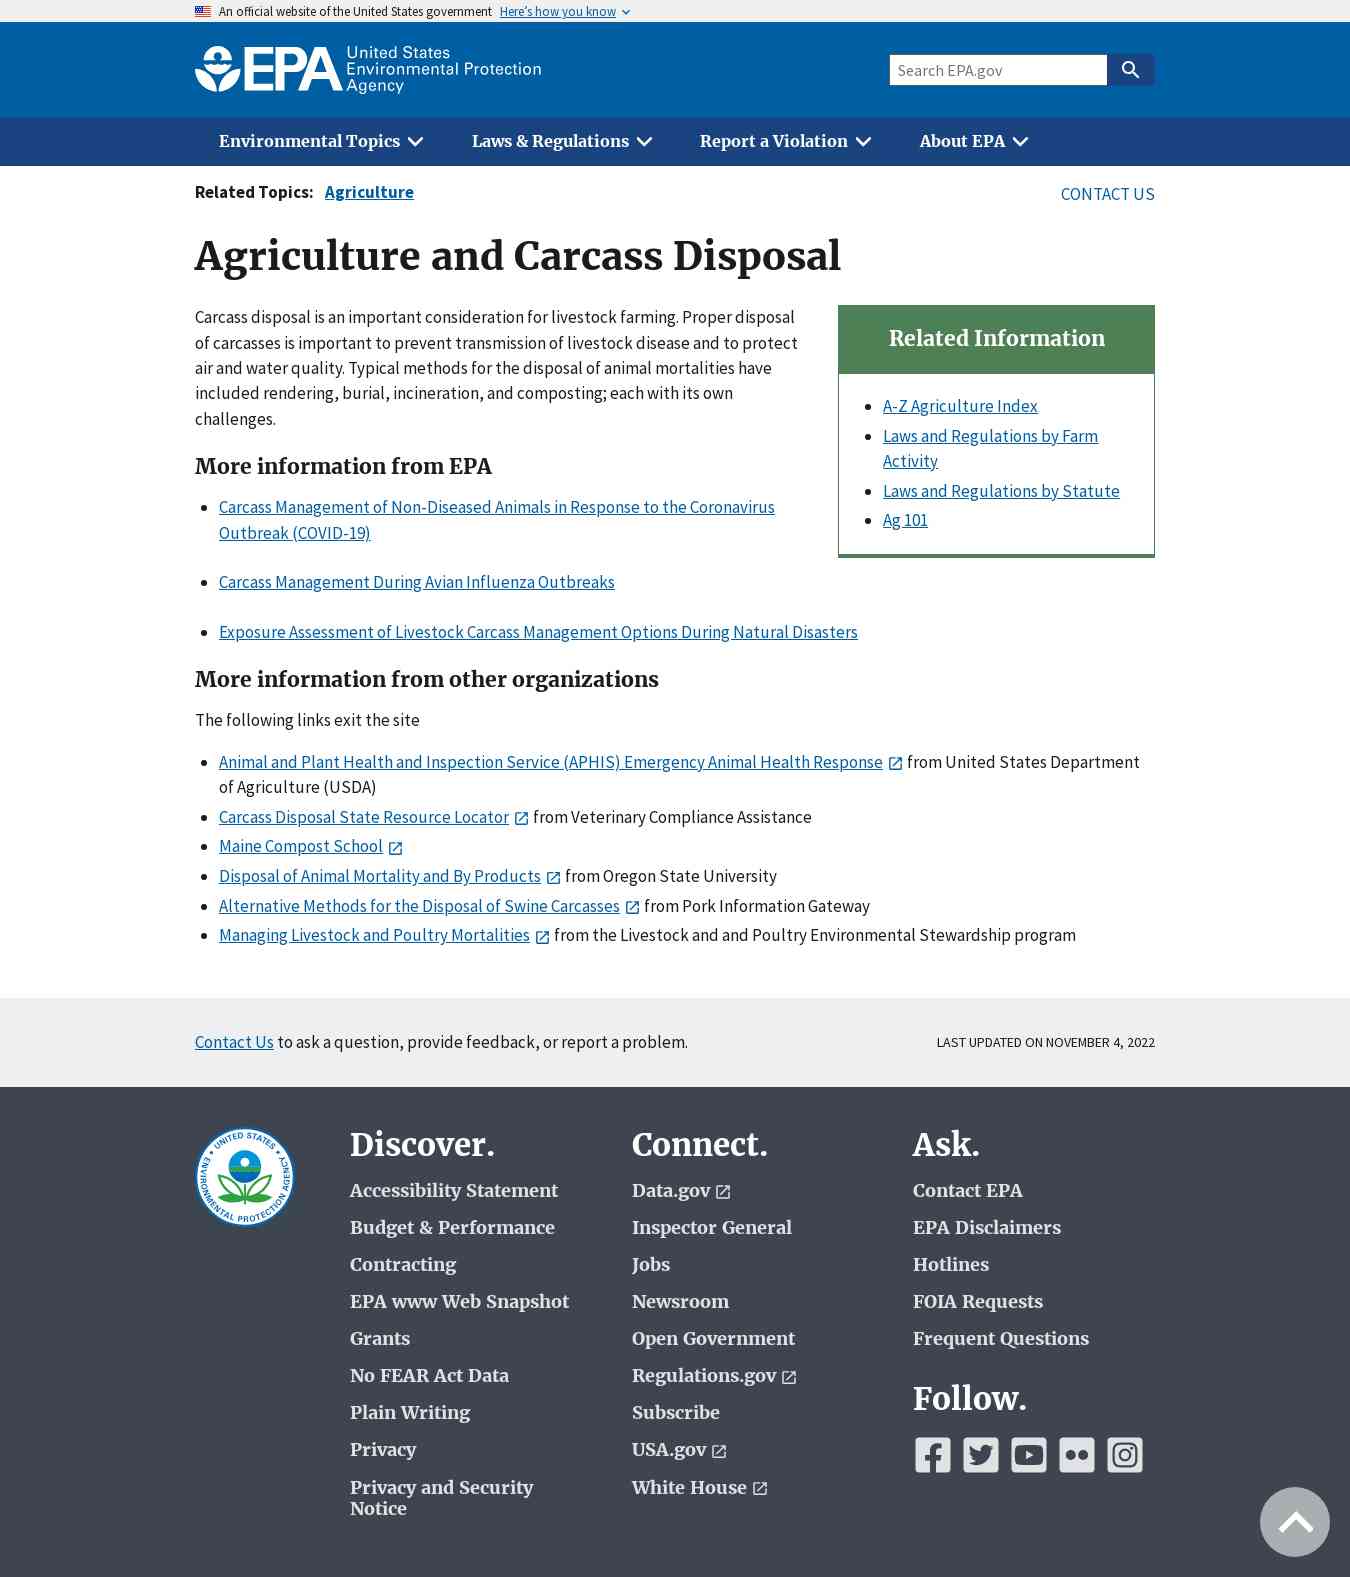 An official website of the United States government Here's how you know
EPA United States
Environmental Protection
Agency
Search EPA.gov
Environmental Topics
Laws & Regulations
Report a Violation
About EPA
Related Topics: Agriculture
CONTACT US
Agriculture and Carcass Disposal
Carcass disposal is an important consideration for livestock farming. Proper disposal
of carcasses is important to prevent transmission of livestock disease and to protect
air and water quality. Typical methods for the disposal of animal mortalities have
included rendering, burial, incineration, and composting; each with its own
challenges.
Related Information
A-Z Agriculture Index
Laws and Regulations by Farm
Activity
Laws and Regulations by Statute
Ag 101
More information from EPA
Carcass Management of Non-Diseased Animals in Response to the Coronavirus
Outbreak (COVID-19)
Carcass Management During Avian Influenza Outbreaks
Exposure Assessment of Livestock Carcass Management Options During Natural Disasters
More information from other organizations
The following links exit the site
Animal and Plant Health and Inspection Service (APHIS) Emergency Animal Health Response from United States Department
of Agriculture (USDA)
Carcass Disposal State Resource Locator from Veterinary Compliance Assistance
Maine Compost School
Disposal of Animal Mortality and By Products from Oregon State University
Alternative Methods for the Disposal of Swine Carcasses from Pork Information Gateway
Managing Livestock and Poultry Mortalities from the Livestock and and Poultry Environmental Stewardship program
Contact Us to ask a question, provide feedback, or report a problem.
LAST UPDATED ON NOVEMBER 4, 2022
UNITED STATES
ENVIRONMENTAL PROTECTION AGENCY
Discover.
Accessibility Statement
Budget & Performance
Contracting
EPA www Web Snapshot
Grants
No FEAR Act Data
Plain Writing
Privacy
Privacy and Security
Notice
Connect.
Data.gov
Inspector General
Jobs
Newsroom
Open Government
Regulations.gov
Subscribe
USA.gov
White House
Ask.
Contact EPA
EPA Disclaimers
Hotlines
FOIA Requests
Frequent Questions
Follow.